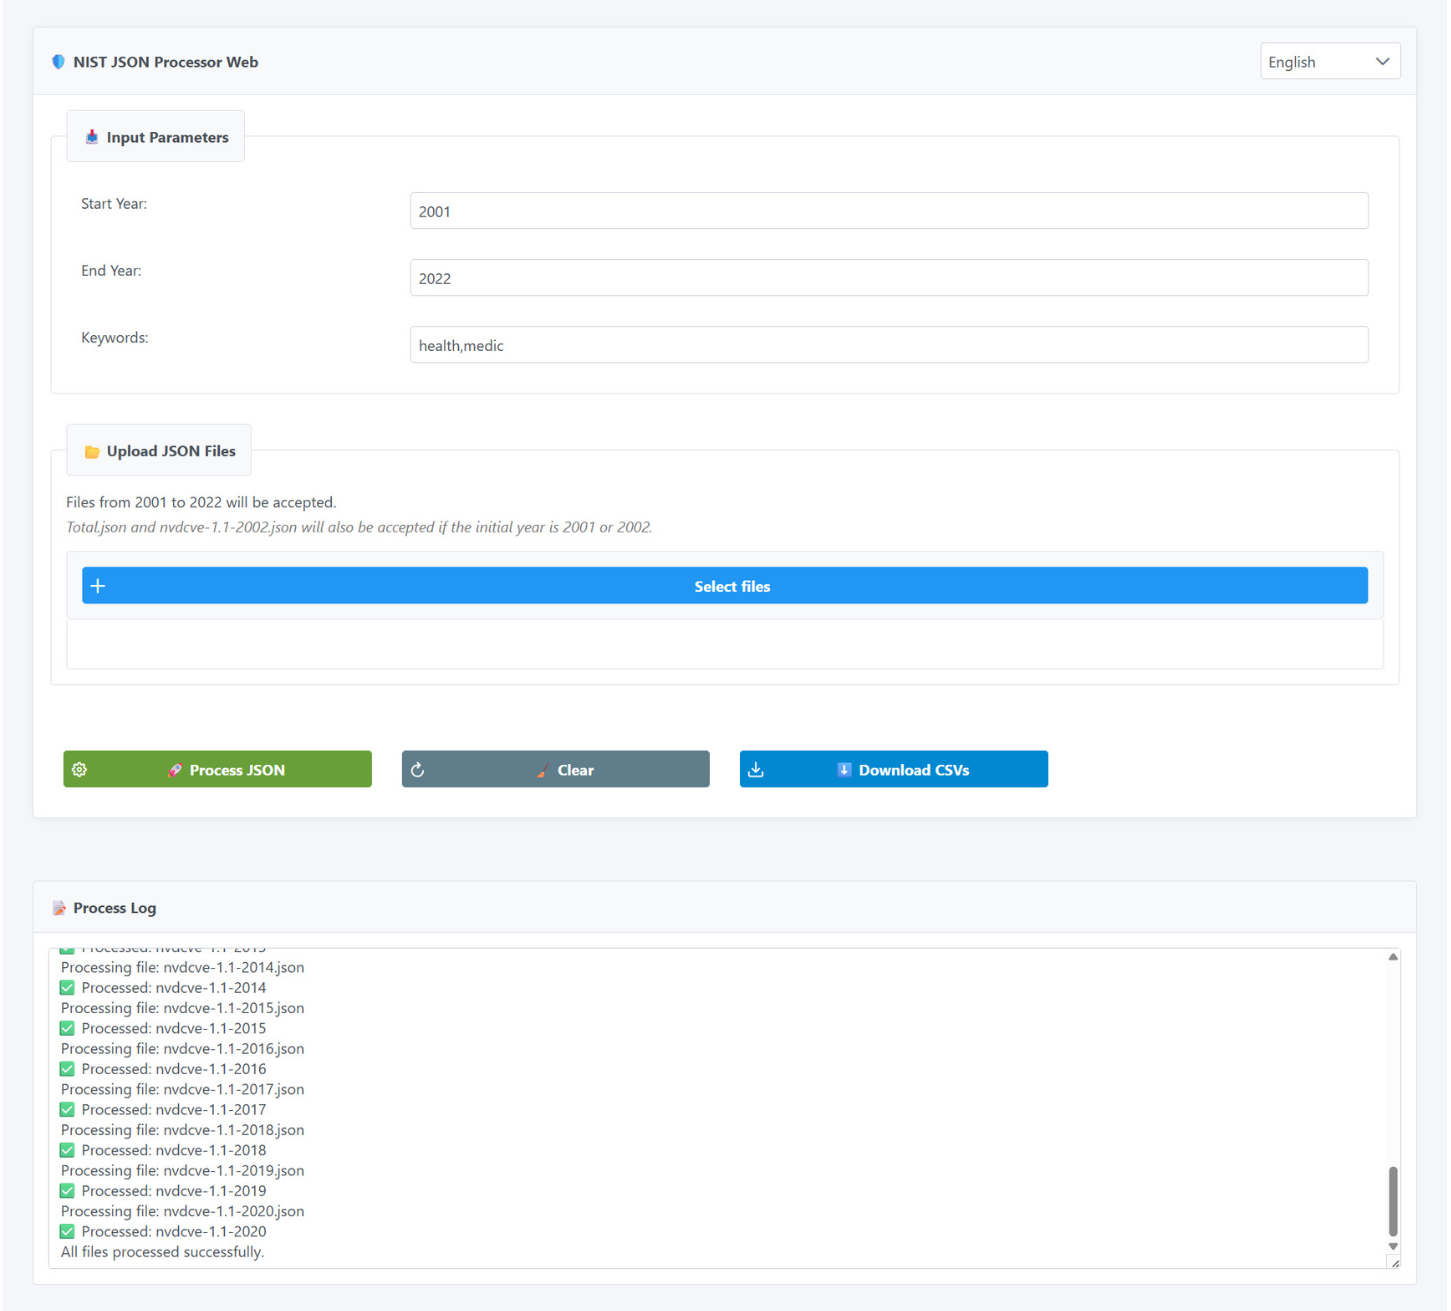 NIST JSON Processor Web
English
Input Parameters
Start Year:
2001
End Year:
2022
Keywords:
health,medic
Upload JSON Files
Files from 2001 to 2022 will be accepted.
Total.json and nvdcve-1.1-2002.json will also be accepted if the initial year is 2001 or 2002.
Select files
Process JSON
Clear
Download CSVs
Process Log
Processed: nvdcve-1.1-2013
Processing file: nvdcve-1.1-2014.json
Processed: nvdcve-1.1-2014
Processing file: nvdcve-1.1-2015.json
Processed: nvdcve-1.1-2015
Processing file: nvdcve-1.1-2016.json
Processed: nvdcve-1.1-2016
Processing file: nvdcve-1.1-2017.json
Processed: nvdcve-1.1-2017
Processing file: nvdcve-1.1-2018.json
Processed: nvdcve-1.1-2018
Processing file: nvdcve-1.1-2019.json
Processed: nvdcve-1.1-2019
Processing file: nvdcve-1.1-2020.json
Processed: nvdcve-1.1-2020
All files processed successfully.